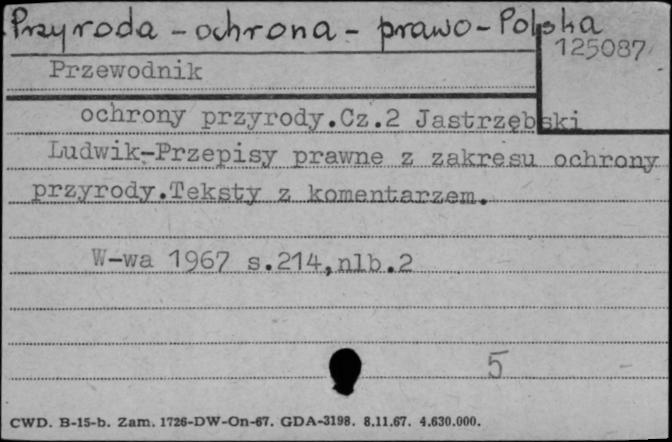 Przyroda - ochrona - prawo - Polska
125087
Przewodnik
ochrony przyrody.Cz.2 Jastrzębski
Ludwik-Przepisy prawne z zakresu ochrony
przyrody.Teksty z komentarzem.
W-wa 1967 s.214,nlb.2
5
CWD. B-15-b. Zam. 1726-DW-On-67. GDA-3198. 8.11.67. 4.630.000.